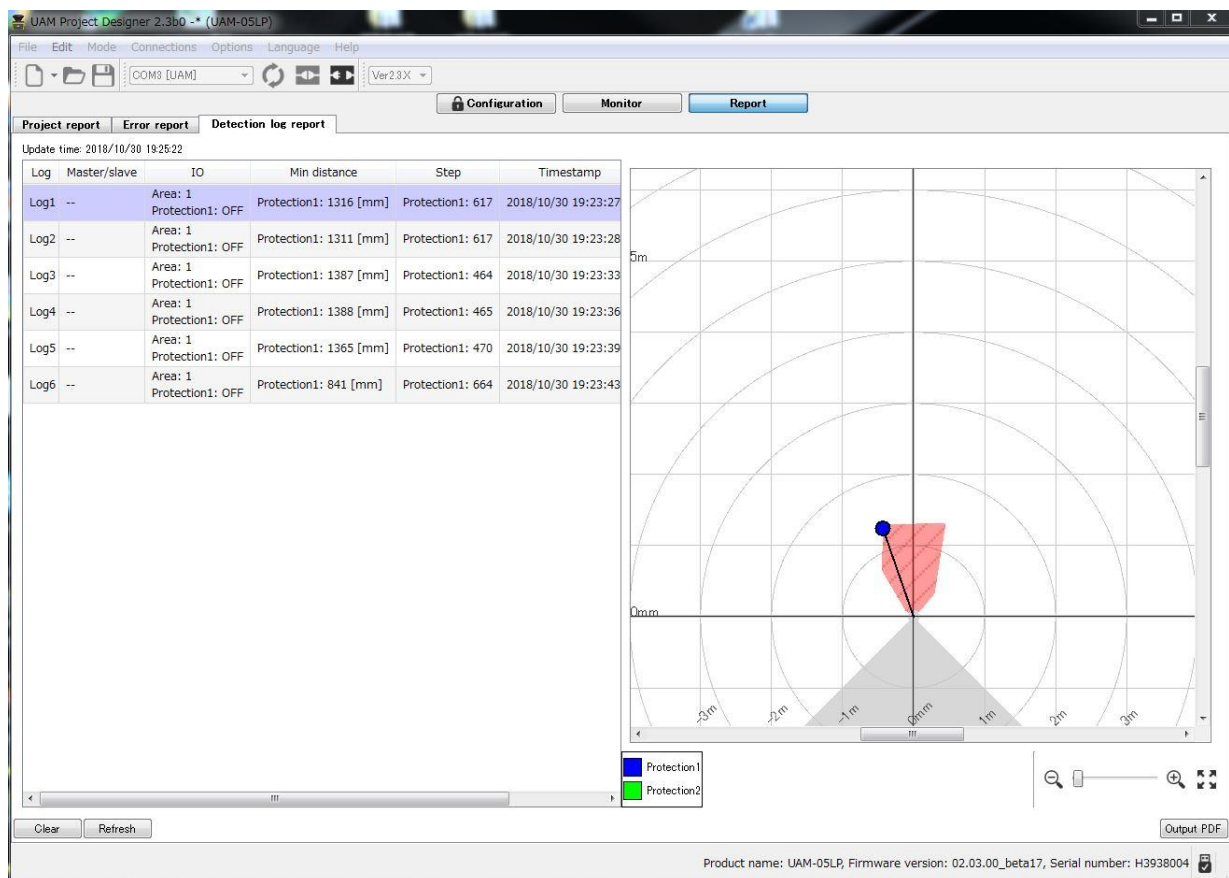 UAM Project Designer 2.3b0 -* (UAM-05LP)
File Edit Mode Connections Options Language Help
COM3 [UAM] Ver2.3X
Configuration Monitor Report
Project report Error report Detection log report
Update time: 2018/10/30 19:25:22
Log Master/slave IO Min distance Step Timestamp
Log1 -- Area: 1 Protection1: OFF Protection1: 1316 [mm] Protection1: 617 2018/10/30 19:23:27
Log2 -- Area: 1 Protection1: OFF Protection1: 1311 [mm] Protection1: 617 2018/10/30 19:23:28
Log3 -- Area: 1 Protection1: OFF Protection1: 1387 [mm] Protection1: 464 2018/10/30 19:23:33
Log4 -- Area: 1 Protection1: OFF Protection1: 1388 [mm] Protection1: 465 2018/10/30 19:23:36
Log5 -- Area: 1 Protection1: OFF Protection1: 1365 [mm] Protection1: 470 2018/10/30 19:23:39
Log6 -- Area: 1 Protection1: OFF Protection1: 841 [mm] Protection1: 664 2018/10/30 19:23:43
5m
0mm
-3m -2m -1m 0mm 1m 2m 3m
Protection1
Protection2
Clear Refresh Output PDF
Product name: UAM-05LP, Firmware version: 02.03.00_beta17, Serial number: H3938004